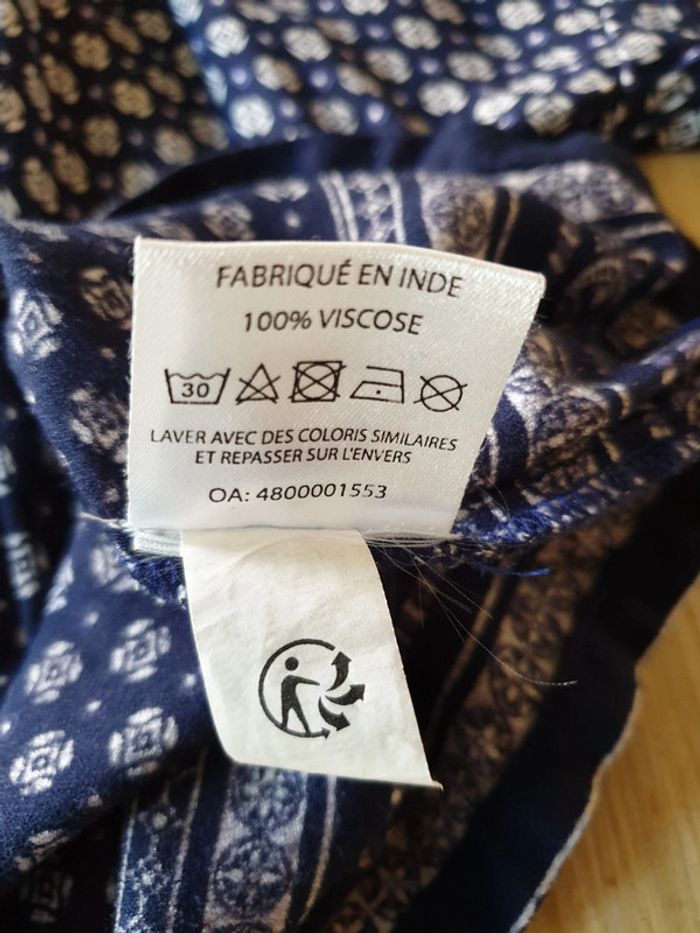 FABRIQUÉ EN INDE
100% VISCOSE
30
LAVER AVEC DES COLORIS SIMILAIRES
ET REPASSER SUR L'ENVERS
OA: 4800001553